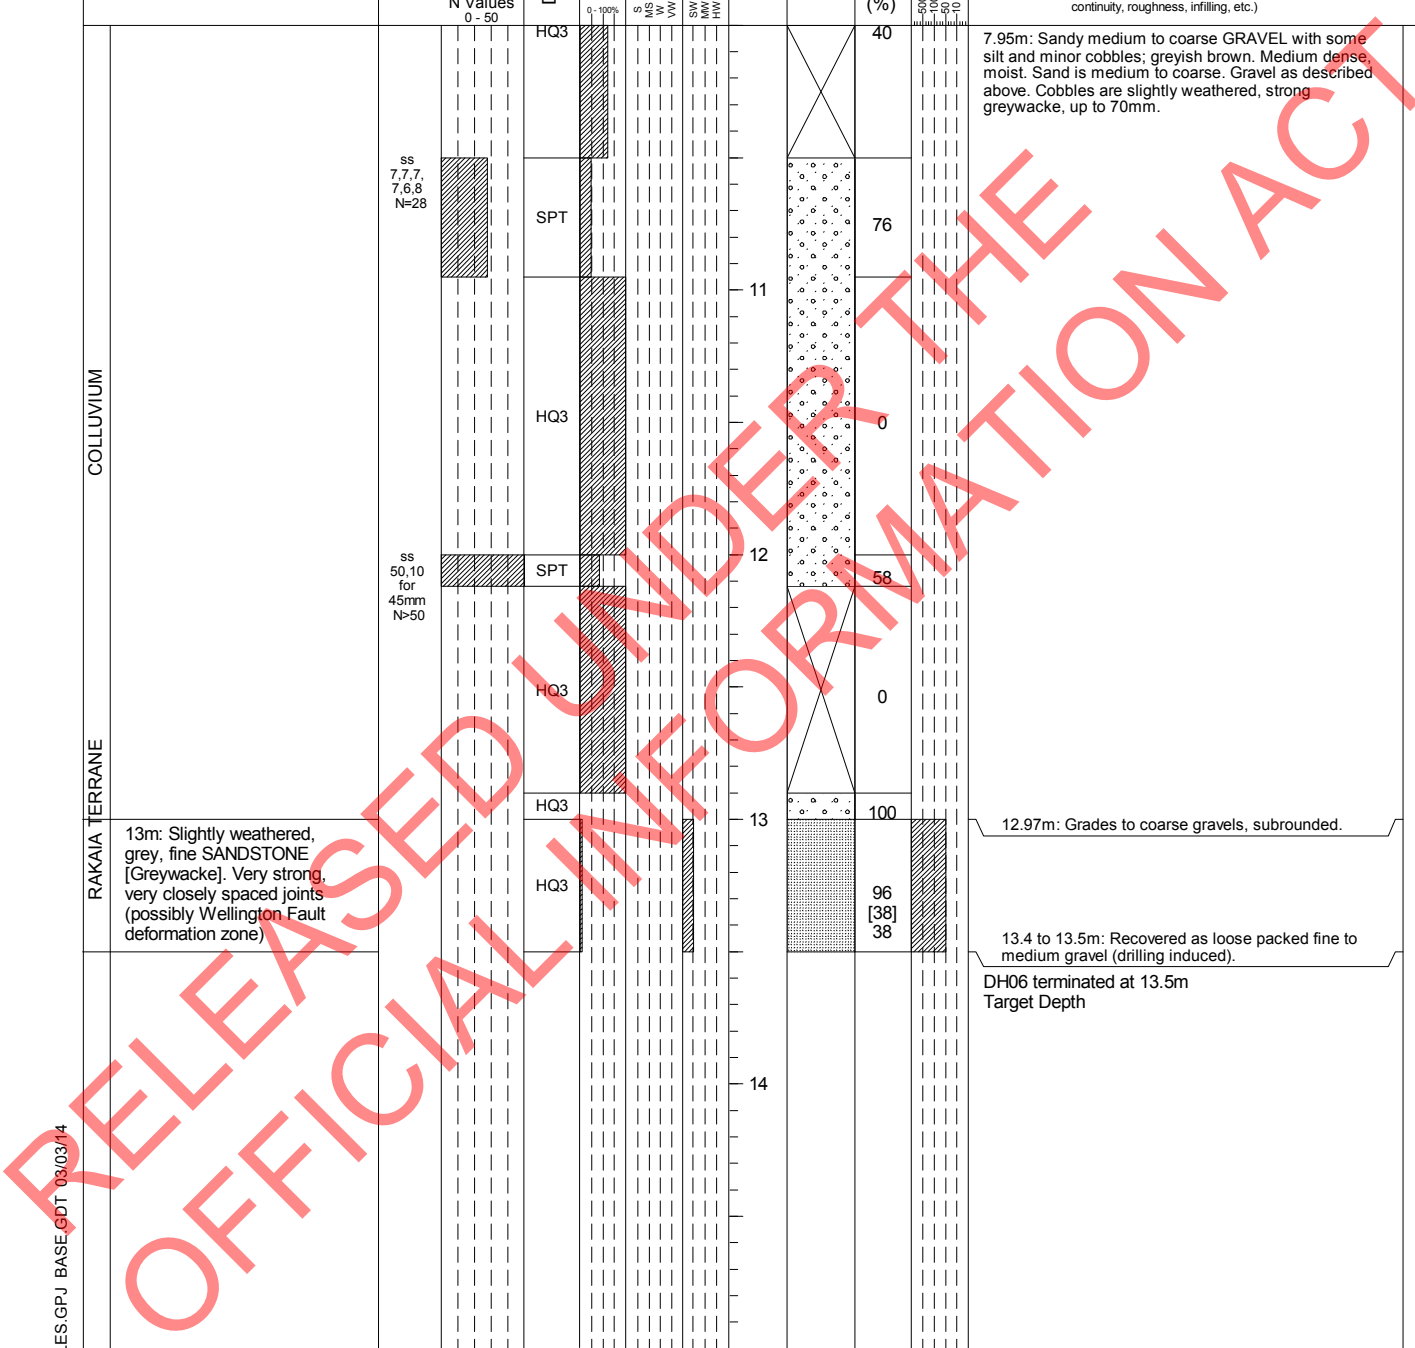 N Values
0 - 50
0 - 100%
S
MS
W
VW
SW
MW
HW
(%)
50
10
continuity, roughness, infilling, etc.)
HQ3
40
7.95m: Sandy medium to coarse GRAVEL with some
silt and minor cobbles; greyish brown. Medium dense,
moist. Sand is medium to coarse. Gravel as described
above. Cobbles are slightly weathered, strong
greywacke, up to 70mm.
ss
7,7,7,
7,6,8
N=28
SPT
76
11
COLLUVIUM
HQ3
0
12
ss
50,10
for
45mm
N>50
SPT
58
HQ3
0
RAKAIA TERRANE
HQ3
100
13
12.97m: Grades to coarse gravels, subrounded.
13m: Slightly weathered,
grey, fine SANDSTONE
[Greywacke]. Very strong,
very closely spaced joints
(possibly Wellington Fault
deformation zone)
HQ3
96
[38]
38
13.4 to 13.5m: Recovered as loose packed fine to
medium gravel (drilling induced).
DH06 terminated at 13.5m
Target Depth
14
ES.GPJ BASE.GDT 03/03/14
RELEASED UNDER THE
OFFICIAL INFORMATION ACT